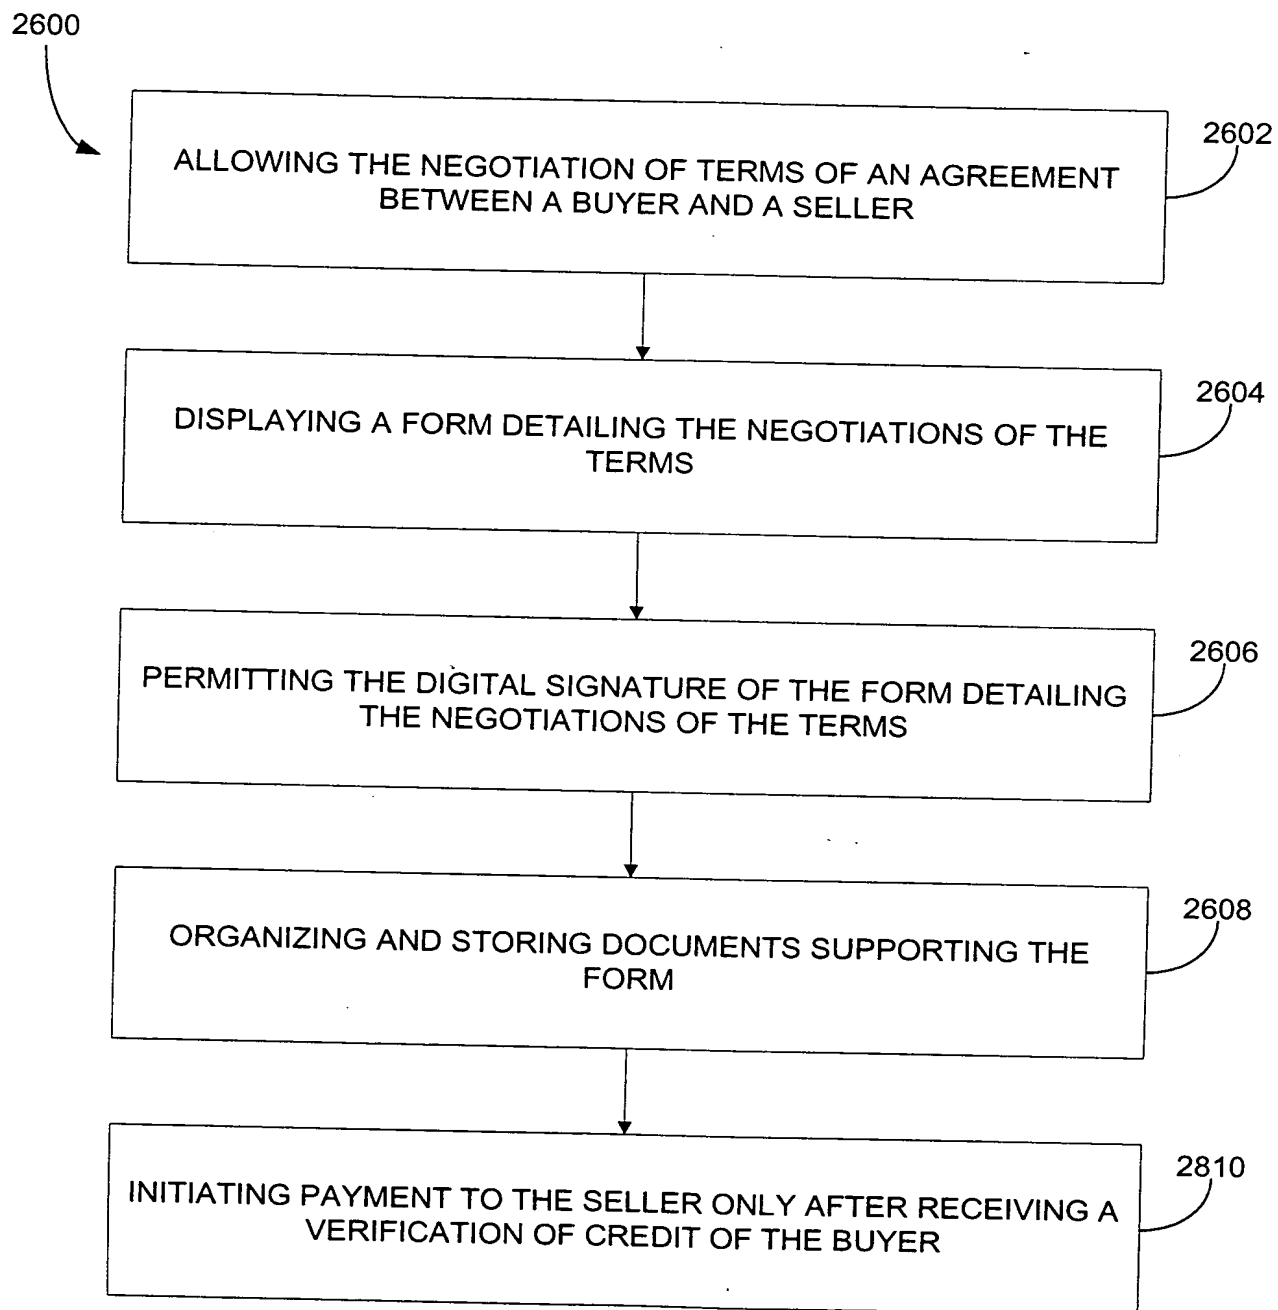 2600
2602
ALLOWING THE NEGOTIATION OF TERMS OF AN AGREEMENT
BETWEEN A BUYER AND A SELLER
2604
DISPLAYING A FORM DETAILING THE NEGOTIATIONS OF THE
TERMS
2606
PERMITTING THE DIGITAL SIGNATURE OF THE FORM DETAILING
THE NEGOTIATIONS OF THE TERMS
2608
ORGANIZING AND STORING DOCUMENTS SUPPORTING THE
FORM
2810
INITIATING PAYMENT TO THE SELLER ONLY AFTER RECEIVING A
VERIFICATION OF CREDIT OF THE BUYER